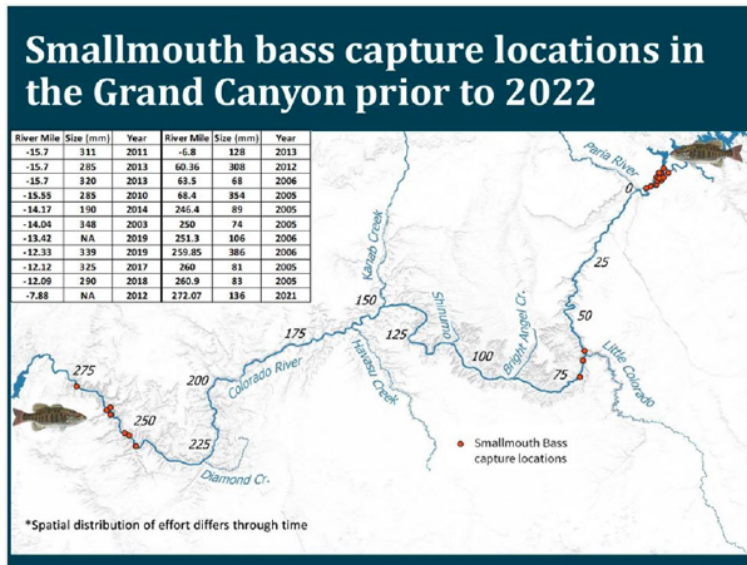 Smallmouth bass capture locations in
the Grand Canyon prior to 2022
River Mile Size (mm) Year River Mile Size (mm) Year
-15.7 311 2011 -6.8 128 2013
-15.7 285 2013 60.36 308 2012
-15.7 320 2013 63.5 68 2006
-15.55 285 2010 68.4 354 2005
-14.17 190 2014 246.4 89 2005
-14.04 348 2003 250 74 2005
-13.42 NA 2019 251.3 106 2006
-12.33 339 2019 259.85 386 2006
-12.12 325 2017 260 81 2005
-12.09 290 2018 260.9 83 2005
-7.88 NA 2012 272.07 136 2021
Paria River
0
25
Kanab Creek
50
150
Shinumo
125
Bright Angel Cr.
175
100
Little Colorado
Havasu Creek
75
275
200
Colorado River
250
225
Diamond Cr.
Smallmouth Bass
capture locations
*Spatial distribution of effort differs through time